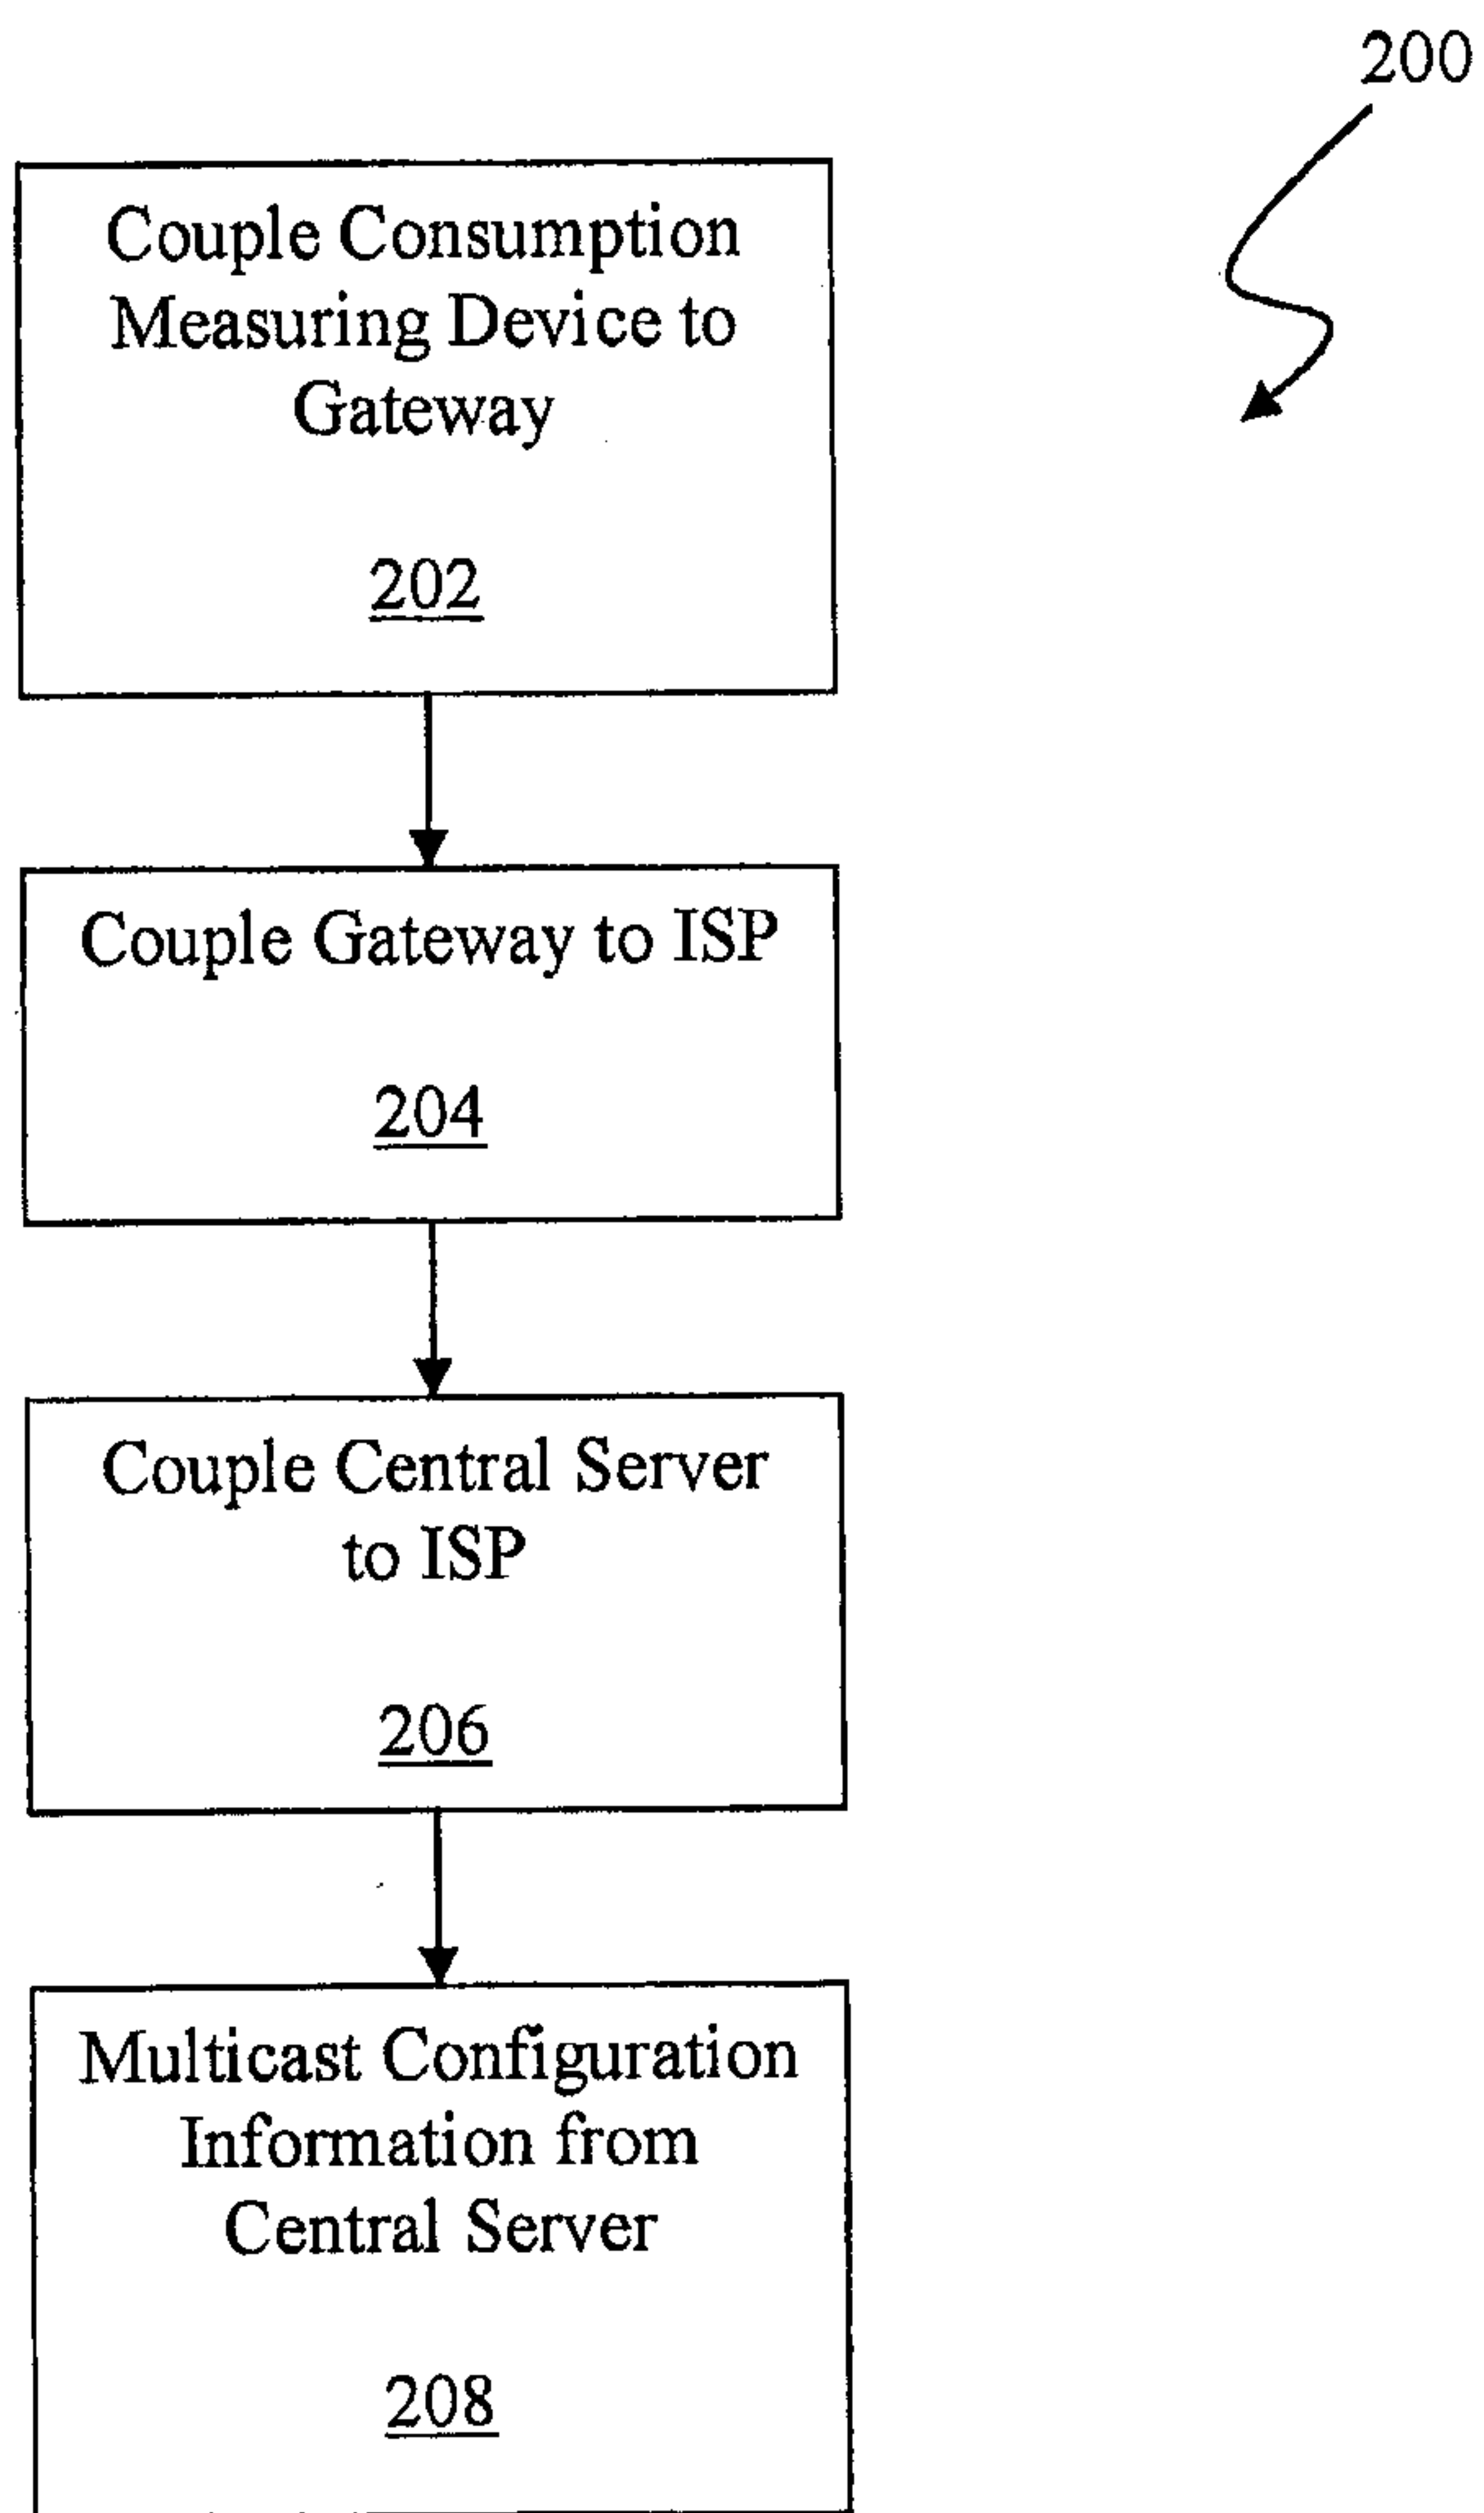 200
Couple Consumption
Measuring Device to
Gateway
202
Couple Gateway to ISP
204
Couple Central Server
to ISP
206
Multicast Configuration
Information from
Central Server
208